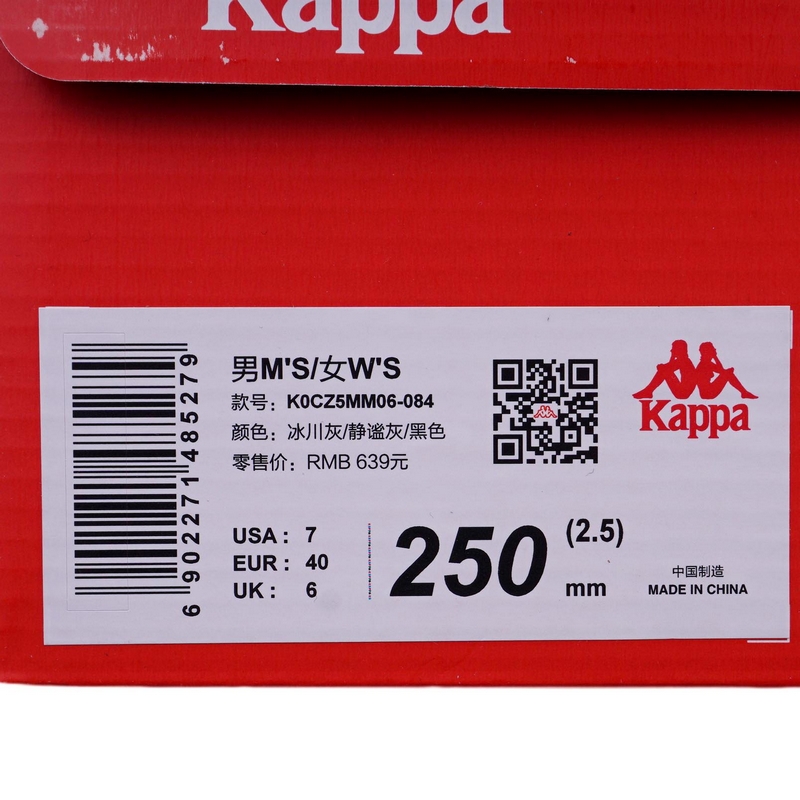 Kappa
男M'S/女W'S
款号：K0CZ5MM06-084
颜色：冰川灰/静谧灰/黑色
零售价：RMB 639元
6 902271 485279
Kappa
USA： 7
EUR： 40
UK： 6
250 (2.5)
mm
中国制造
MADE IN CHINA